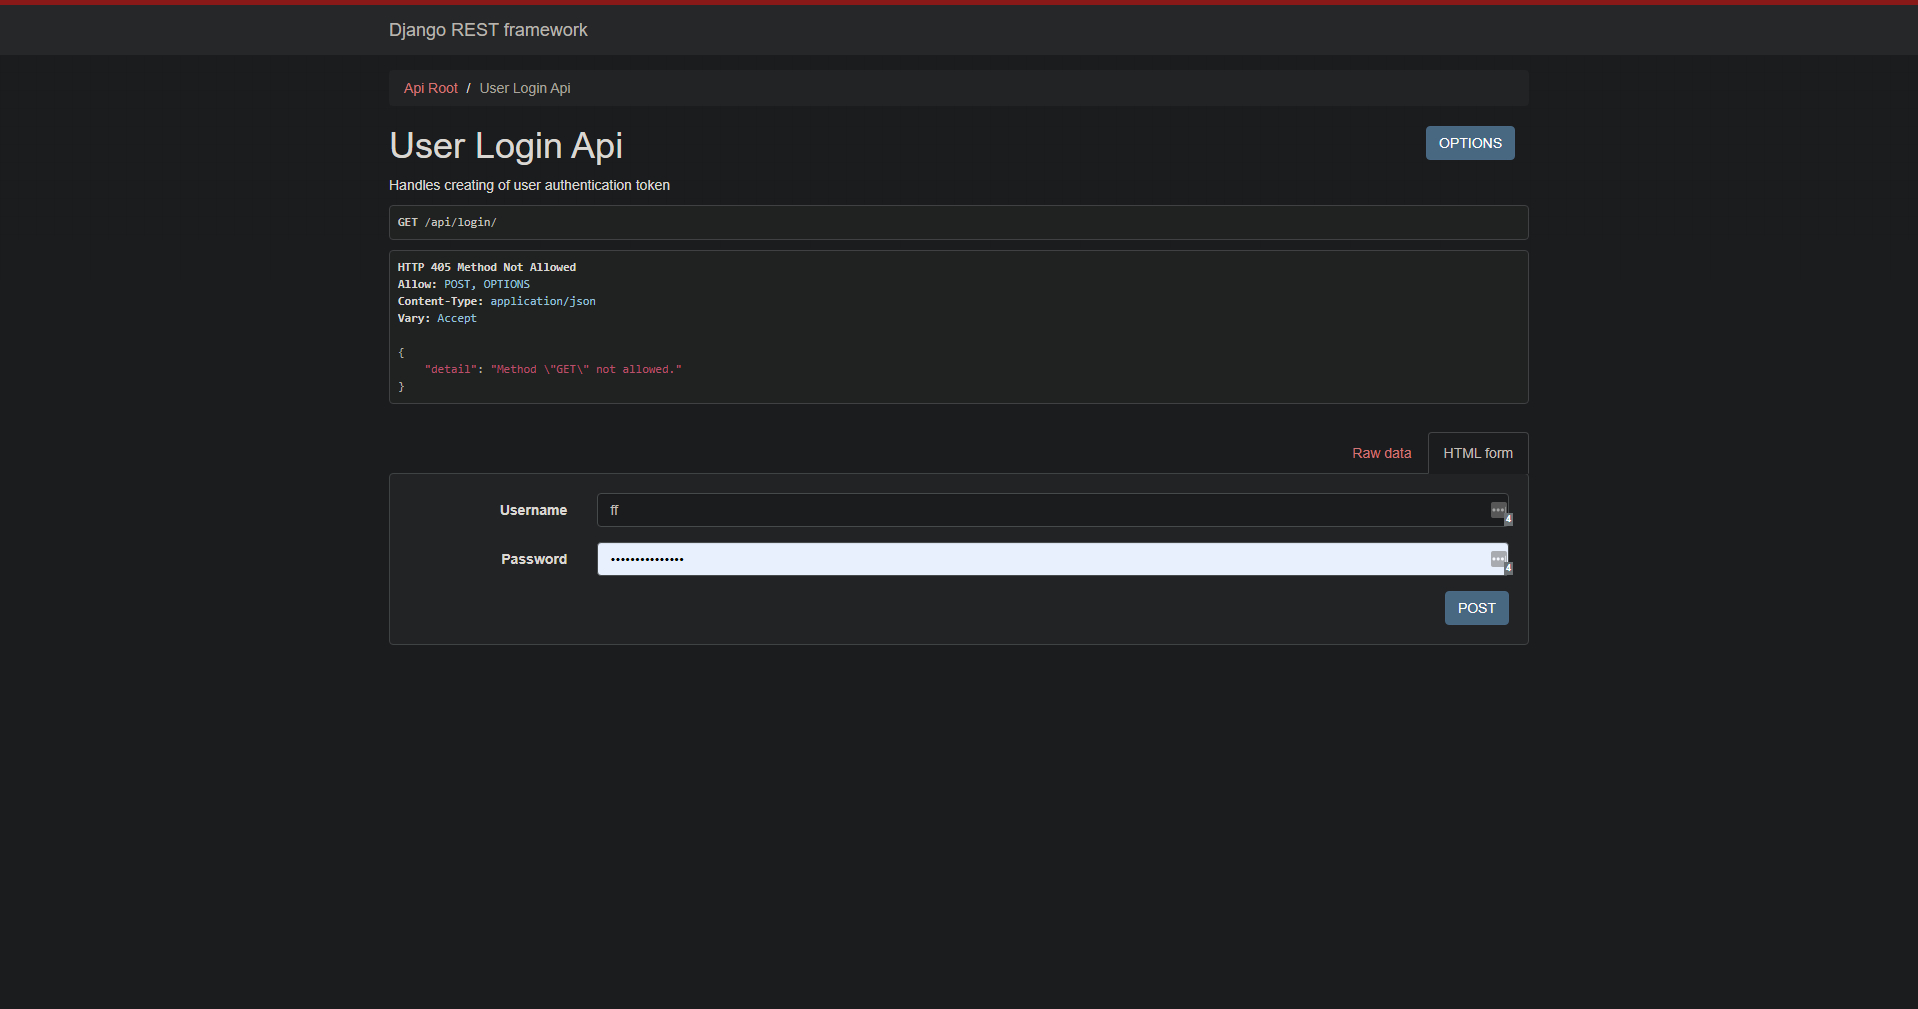 Django REST framework
Api Root / User Login Api
User Login Api
OPTIONS
Handles creating of user authentication token
GET /api/login/
HTTP 405 Method Not Allowed
Allow: POST, OPTIONS
Content-Type: application/json
Vary: Accept
{
    "detail": "Method \"GET\" not allowed."
}
Raw data
HTML form
Username
ff
4
Password
•••••••••••••••
4
POST